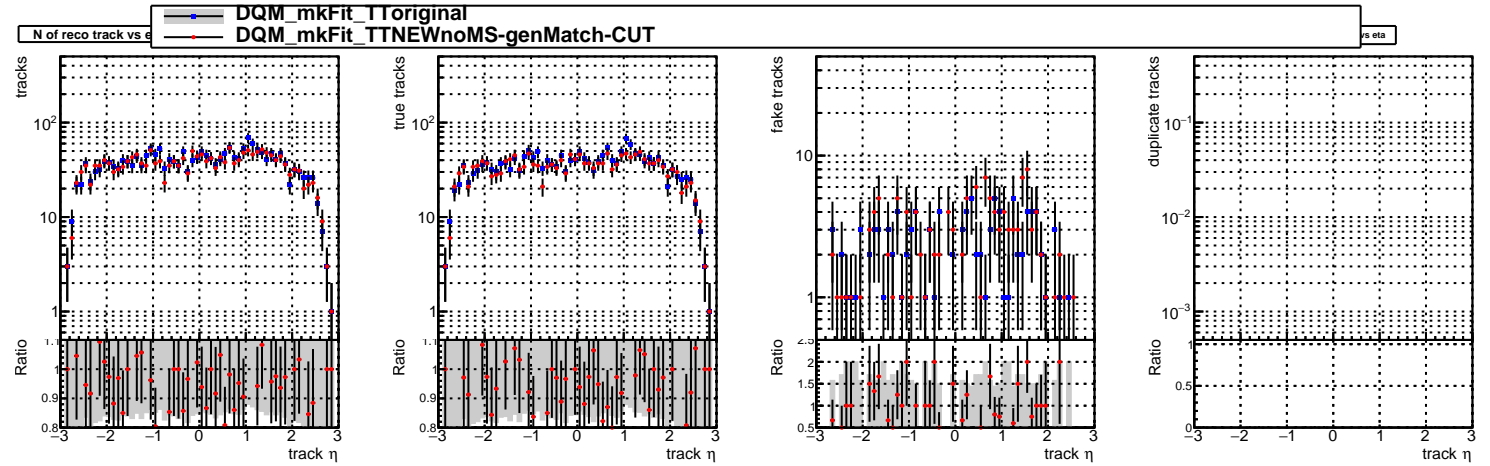 DQM_mkFit_TToriginal
DQM_mkFit_TTNEWnoMS-genMatch-CUT
N of reco track vs e
vs eta
tracks
10²
10
1
Ratio
1.1
1
0.9
0.8
−3 −2 −1 0 1 2 3
track η
true tracks
10²
10
1
Ratio
1.1
1
0.9
0.8
−3 −2 −1 0 1 2 3
track η
fake tracks
10
1
Ratio
2.5
2
1.5
1
0.5
−3 −2 −1 0 1 2 3
track η
duplicate tracks
10⁻¹
10⁻²
10⁻³
Ratio
1
0.5
0
−3 −2 −1 0 1 2 3
track η